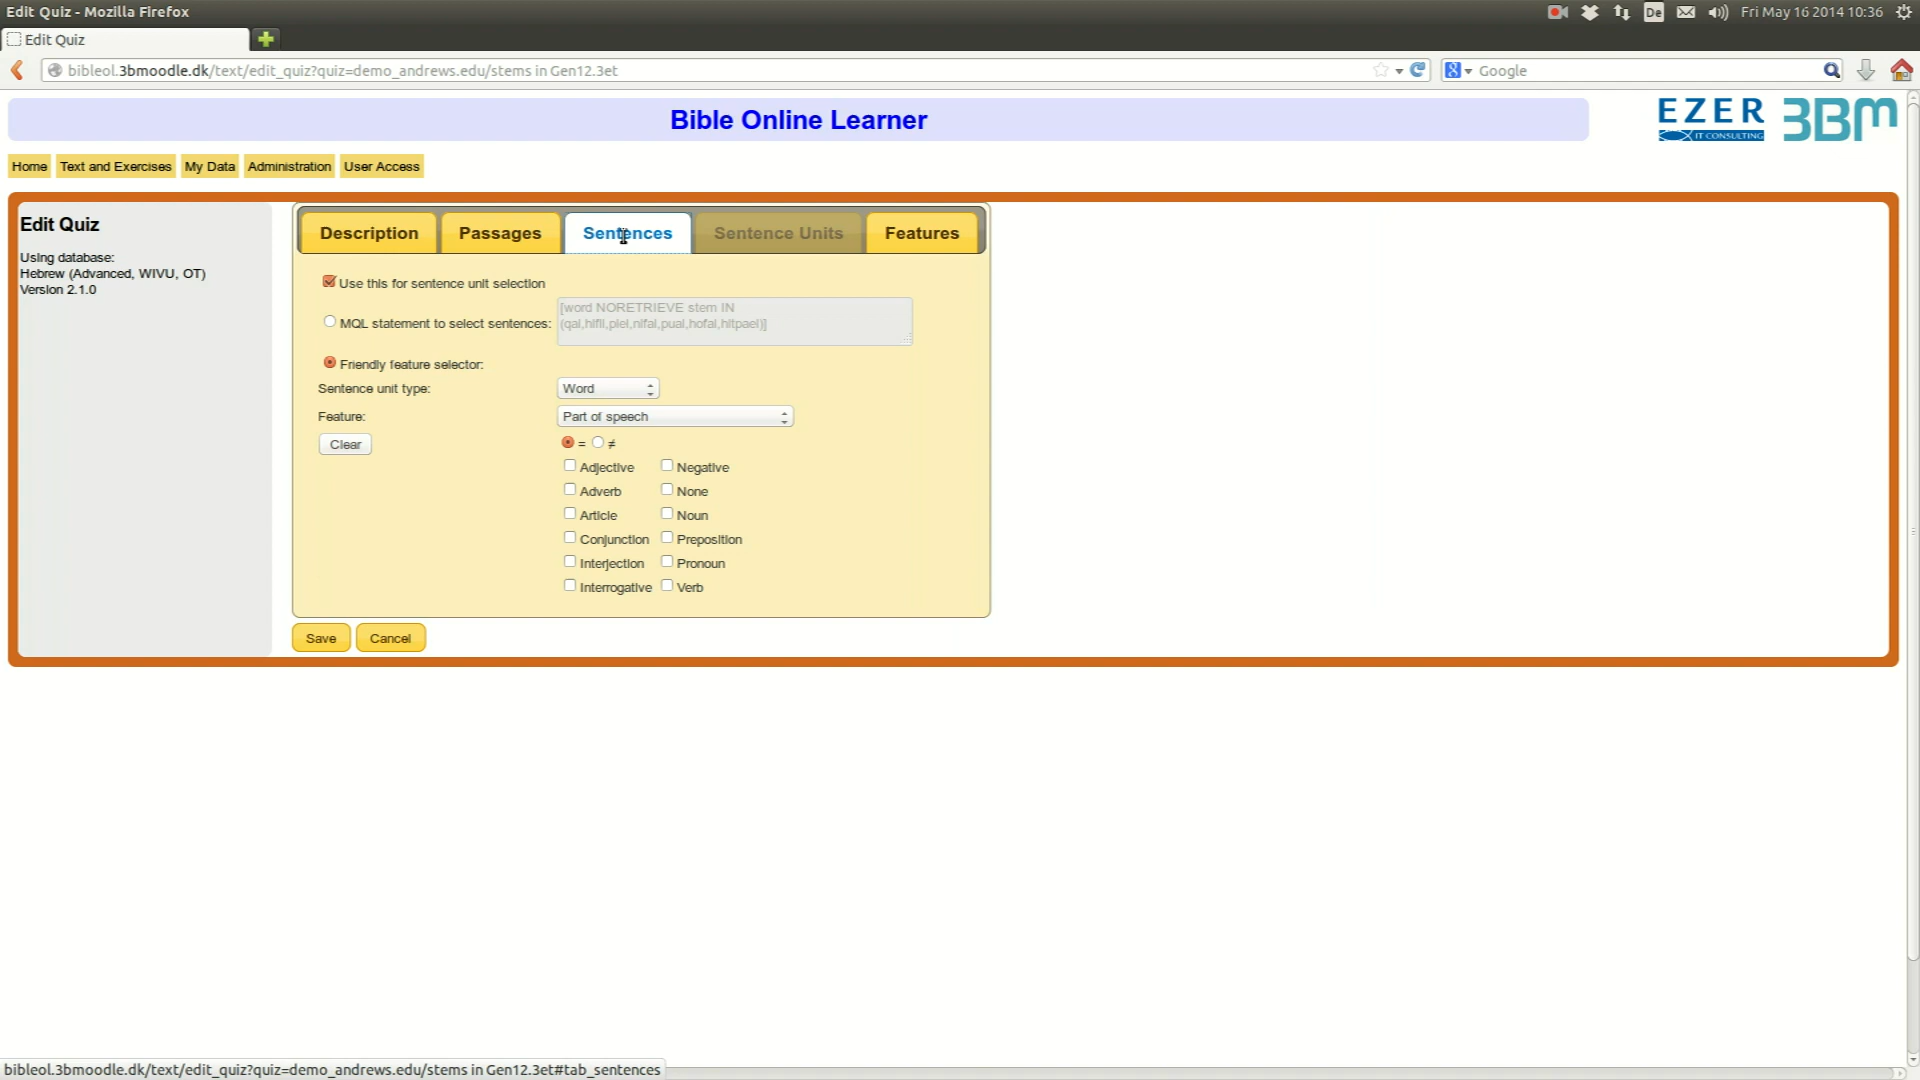 Edit Quiz - Mozilla Firefox
De
Fri May 16 2014 10:36
Edit Quiz
bibleol.3bmoodle.dk/text/edit_quiz?quiz=demo_andrews.edu/stems in Gen12.3et
8
Google
Bible Online Learner
EZER
IT CONSULTING
3BM
Home
Text and Exercises
My Data
Administration
User Access
Edit Quiz
Using database:
Hebrew (Advanced, WIVU, OT)
Version 2.1.0
Description
Passages
Sentences
Sentence Units
Features
Use this for sentence unit selection
MQL statement to select sentences:
[word NORETRIEVE stem IN
(qal,hifil,piel,nifal,pual,hofal,hitpael)]
Friendly feature selector:
Sentence unit type:
Word
Feature:
Part of speech
Clear
= ≠
Adjective Negative
Adverb None
Article Noun
Conjunction Preposition
Interjection Pronoun
Interrogative Verb
Save
Cancel
bibleol.3bmoodle.dk/text/edit_quiz?quiz=demo_andrews.edu/stems in Gen12.3et#tab_sentences